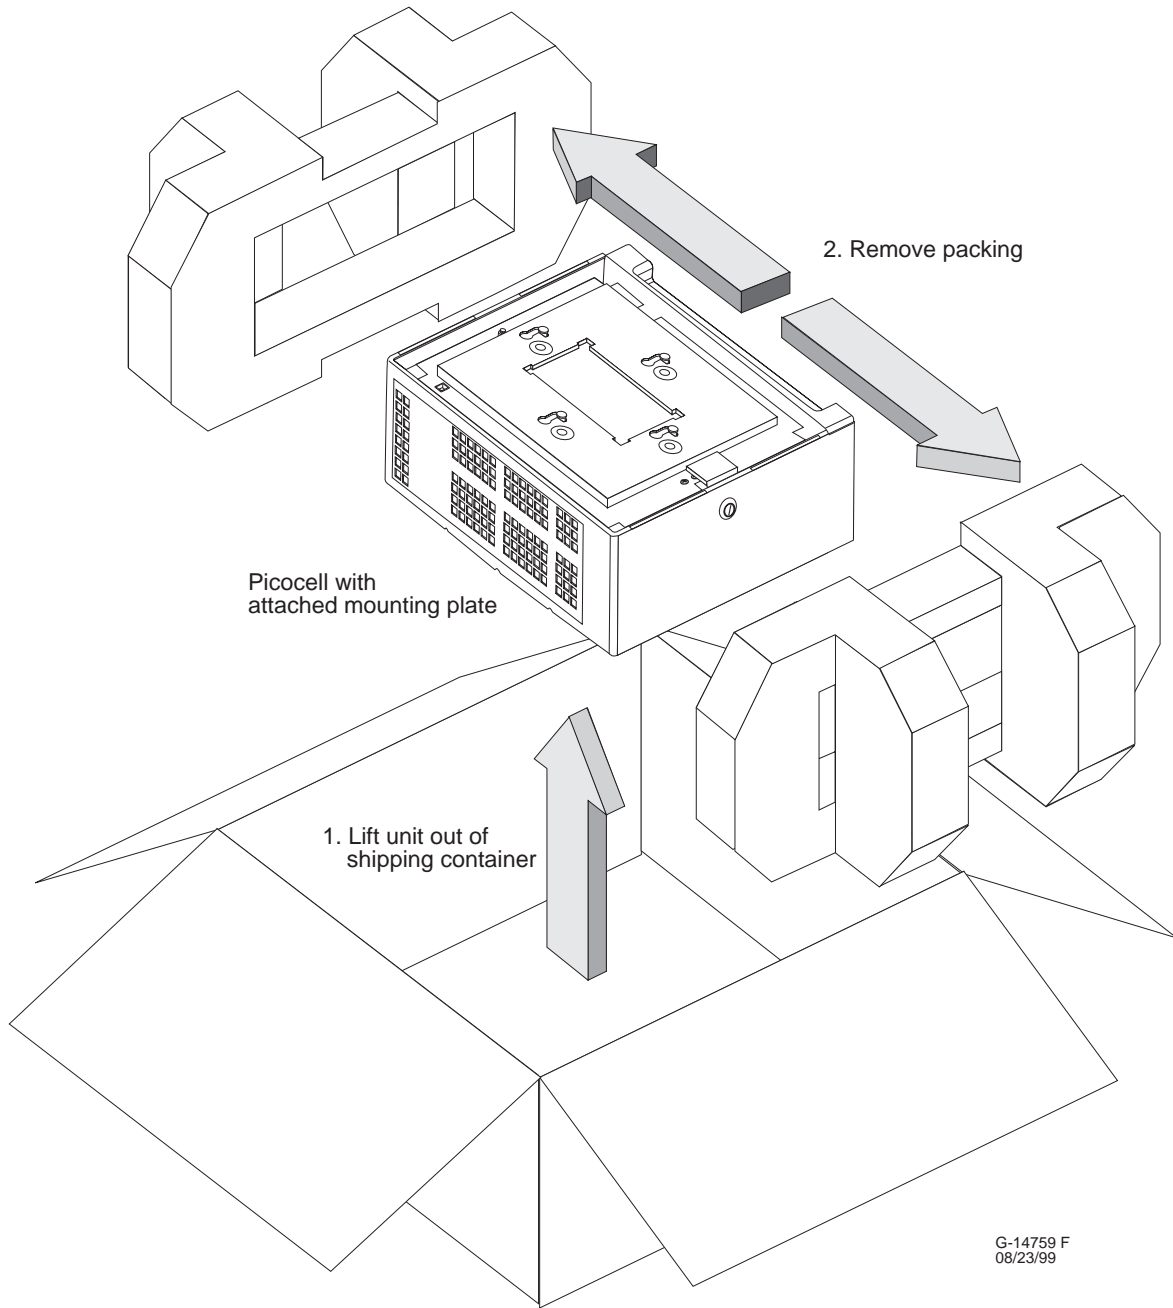 2. Remove packing
Picocell with
attached mounting plate
1. Lift unit out of
shipping container
G-14759 F
08/23/99